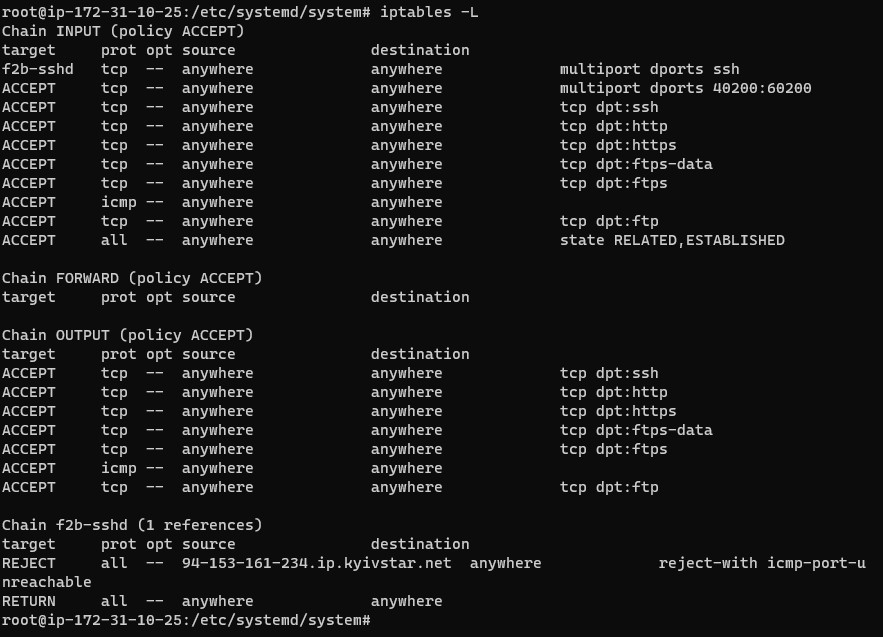 root@ip-172-31-10-25:/etc/systemd/system# iptables -L
Chain INPUT (policy ACCEPT)
target     prot opt source               destination
f2b-sshd   tcp  --  anywhere             anywhere             multiport dports ssh
ACCEPT     tcp  --  anywhere             anywhere             multiport dports 40200:60200
ACCEPT     tcp  --  anywhere             anywhere             tcp dpt:ssh
ACCEPT     tcp  --  anywhere             anywhere             tcp dpt:http
ACCEPT     tcp  --  anywhere             anywhere             tcp dpt:https
ACCEPT     tcp  --  anywhere             anywhere             tcp dpt:ftps-data
ACCEPT     tcp  --  anywhere             anywhere             tcp dpt:ftps
ACCEPT     icmp --  anywhere             anywhere
ACCEPT     tcp  --  anywhere             anywhere             tcp dpt:ftp
ACCEPT     all  --  anywhere             anywhere             state RELATED,ESTABLISHED

Chain FORWARD (policy ACCEPT)
target     prot opt source               destination

Chain OUTPUT (policy ACCEPT)
target     prot opt source               destination
ACCEPT     tcp  --  anywhere             anywhere             tcp dpt:ssh
ACCEPT     tcp  --  anywhere             anywhere             tcp dpt:http
ACCEPT     tcp  --  anywhere             anywhere             tcp dpt:https
ACCEPT     tcp  --  anywhere             anywhere             tcp dpt:ftps-data
ACCEPT     tcp  --  anywhere             anywhere             tcp dpt:ftps
ACCEPT     icmp --  anywhere             anywhere
ACCEPT     tcp  --  anywhere             anywhere             tcp dpt:ftp

Chain f2b-sshd (1 references)
target     prot opt source               destination
REJECT     all  --  94-153-161-234.ip.kyivstar.net  anywhere             reject-with icmp-port-u
nreachable
RETURN     all  --  anywhere             anywhere
root@ip-172-31-10-25:/etc/systemd/system#